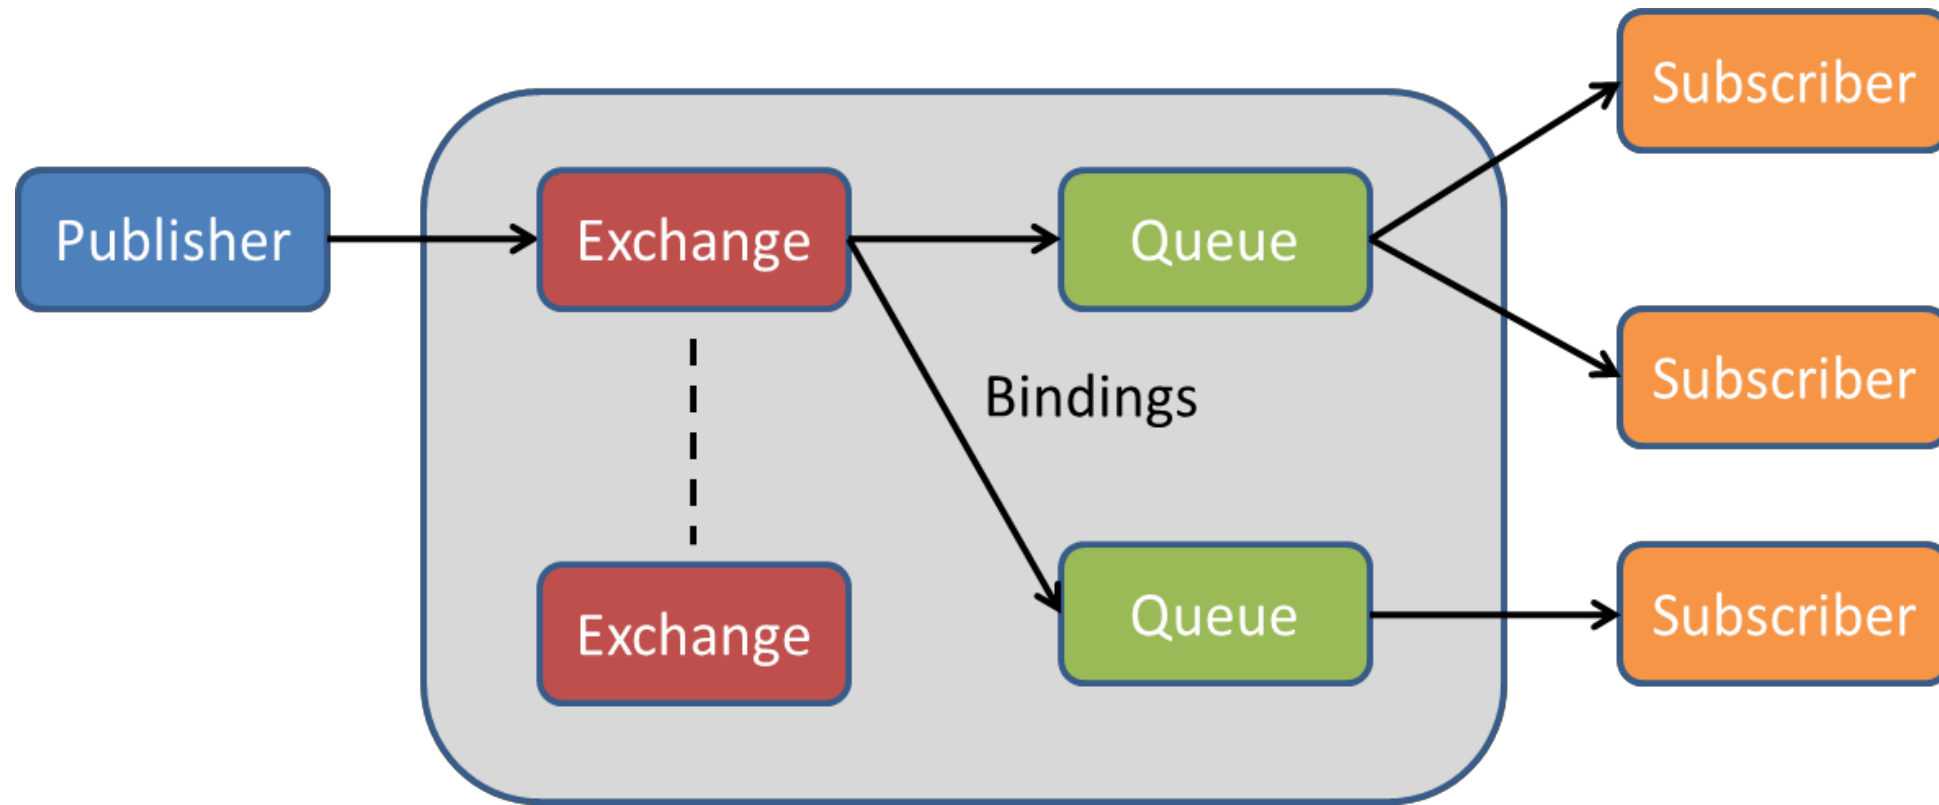 Subscriber
Publisher
Exchange
Queue
Bindings
Subscriber
Exchange
Queue
Subscriber